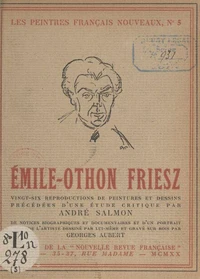 LES PEINTRES FRANÇAIS NOUVEAUX, N° 5
ÉMILE-OTHON FRIESZ
VINGT-SIX REPRODUCTIONS DE PEINTURES ET DESSINS
PRÉCÉDÉES D'UNE ÉTUDE CRITIQUE PAR
ANDRÉ SALMON
DE NOTICES BIOGRAPHIQUES ET DOCUMENTAIRES ET D'UN PORTRAIT
DE L'ARTISTE DESSINÉ PAR LUI-MÊME ET GRAVÉ SUR BOIS PAR
GEORGES AUBERT
DE LA "NOUVELLE REVUE FRANÇAISE"
35-37, RUE MADAME — MCMXX